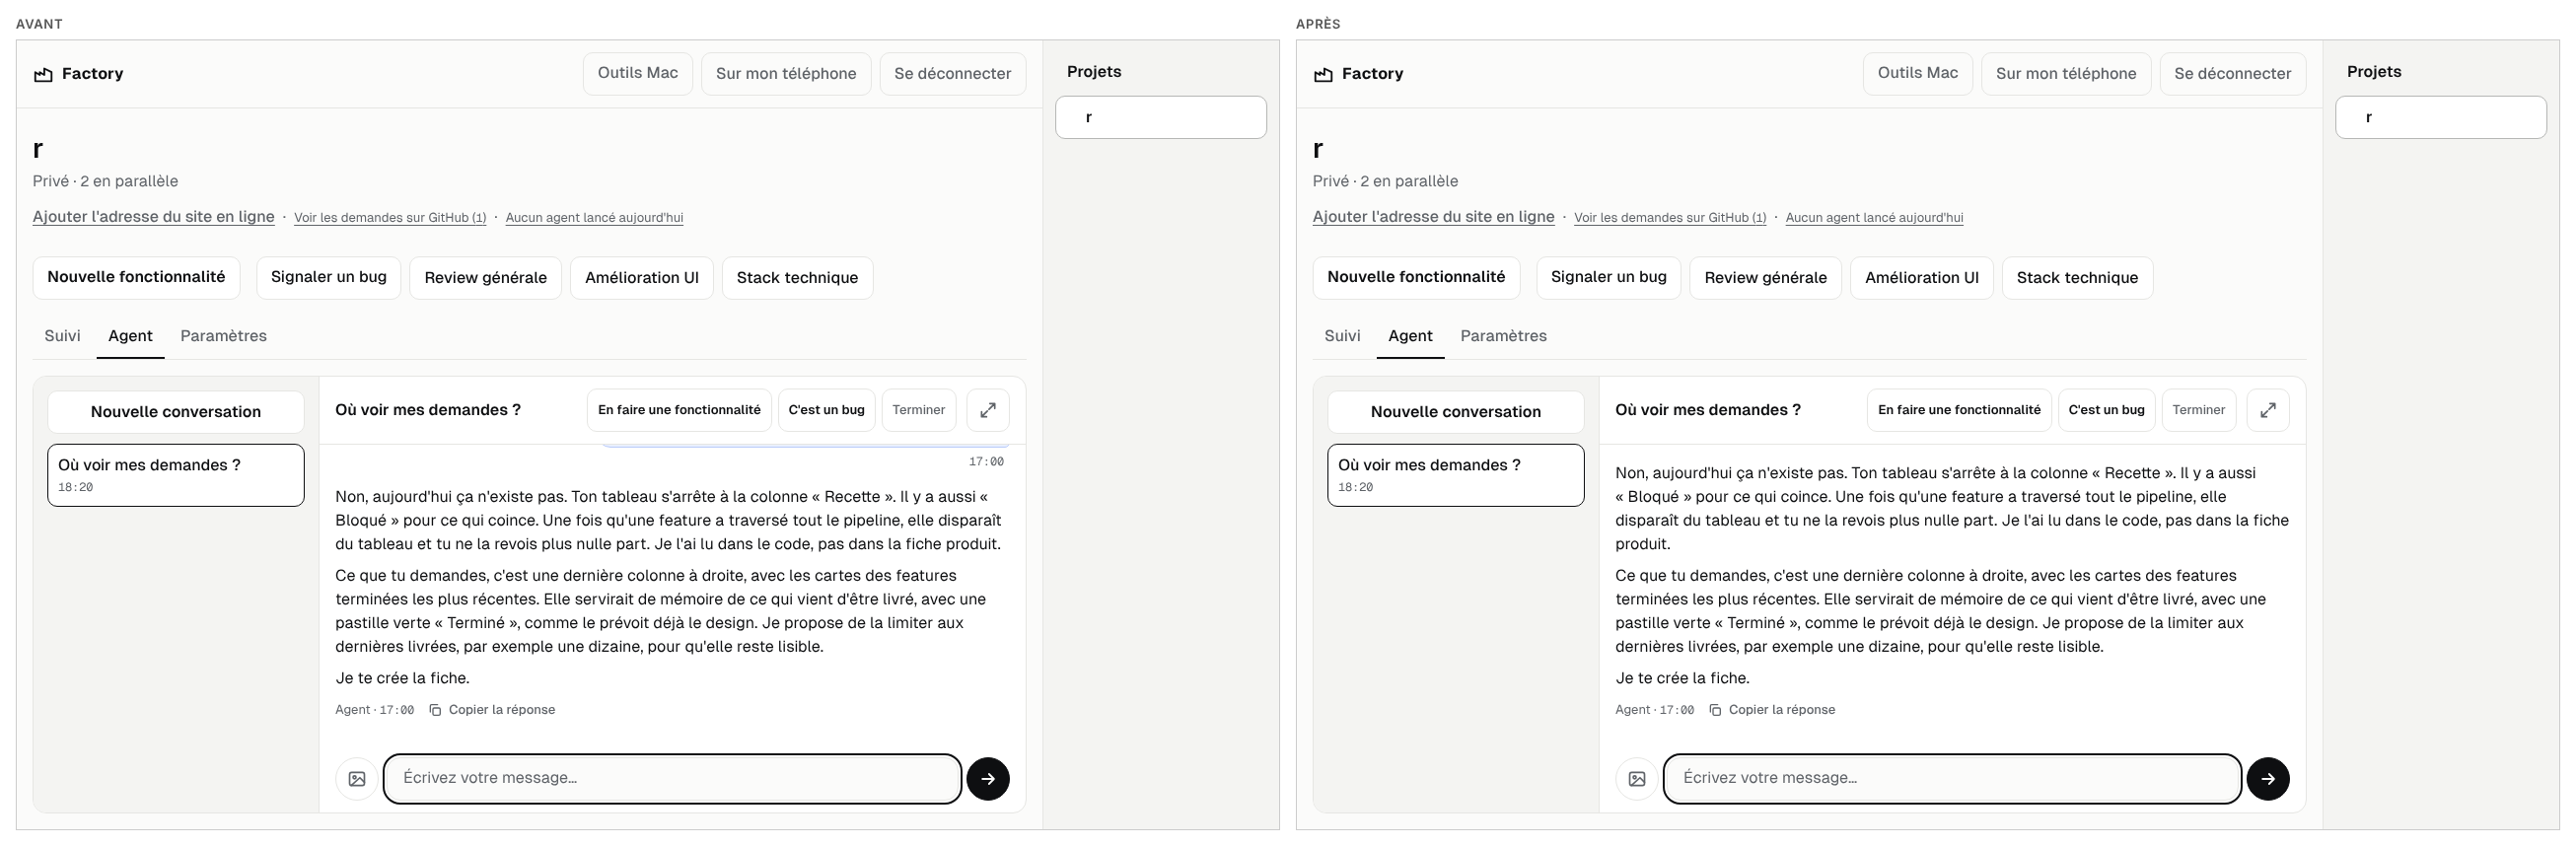 AVANT
Factory
Outils Mac
Sur mon téléphone
Se déconnecter
Projets
r
r
Privé · 2 en parallèle
Ajouter l'adresse du site en ligne · Voir les demandes sur GitHub (1) · Aucun agent lancé aujourd'hui
Nouvelle fonctionnalité
Signaler un bug
Review générale
Amélioration UI
Stack technique
Suivi
Agent
Paramètres
Nouvelle conversation
Où voir mes demandes ?
18:20
Où voir mes demandes ?
En faire une fonctionnalité
C'est un bug
Terminer
17:00
Non, aujourd'hui ça n'existe pas. Ton tableau s'arrête à la colonne « Recette ». Il y a aussi «
Bloqué » pour ce qui coince. Une fois qu'une feature a traversé tout le pipeline, elle disparaît
du tableau et tu ne la revois plus nulle part. Je l'ai lu dans le code, pas dans la fiche produit.
Ce que tu demandes, c'est une dernière colonne à droite, avec les cartes des features
terminées les plus récentes. Elle servirait de mémoire de ce qui vient d'être livré, avec une
pastille verte « Terminé », comme le prévoit déjà le design. Je propose de la limiter aux
dernières livrées, par exemple une dizaine, pour qu'elle reste lisible.
Je te crée la fiche.
Agent · 17:00
Copier la réponse
Écrivez votre message...
APRÈS
Factory
Outils Mac
Sur mon téléphone
Se déconnecter
Projets
r
r
Privé · 2 en parallèle
Ajouter l'adresse du site en ligne · Voir les demandes sur GitHub (1) · Aucun agent lancé aujourd'hui
Nouvelle fonctionnalité
Signaler un bug
Review générale
Amélioration UI
Stack technique
Suivi
Agent
Paramètres
Nouvelle conversation
Où voir mes demandes ?
18:20
Où voir mes demandes ?
En faire une fonctionnalité
C'est un bug
Terminer
Non, aujourd'hui ça n'existe pas. Ton tableau s'arrête à la colonne « Recette ». Il y a aussi
« Bloqué » pour ce qui coince. Une fois qu'une feature a traversé tout le pipeline, elle
disparaît du tableau et tu ne la revois plus nulle part. Je l'ai lu dans le code, pas dans la fiche
produit.
Ce que tu demandes, c'est une dernière colonne à droite, avec les cartes des features
terminées les plus récentes. Elle servirait de mémoire de ce qui vient d'être livré, avec une
pastille verte « Terminé », comme le prévoit déjà le design. Je propose de la limiter aux
dernières livrées, par exemple une dizaine, pour qu'elle reste lisible.
Je te crée la fiche.
Agent · 17:00
Copier la réponse
Écrivez votre message...